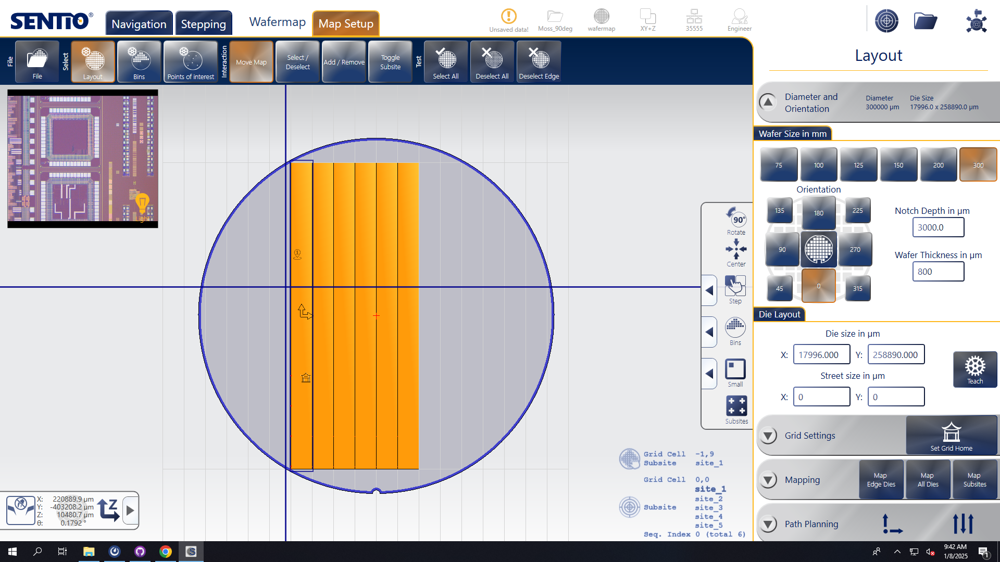 SENTIO®
Navigation
Stepping
Wafermap
Map Setup
Unsaved data!
Moss_90deg
wafermap
XY+Z
35555
Engineer
File
File
Select
Layout
Bins
Points of interest
Interaction
Move Map
Select /
Deselect
Add / Remove
Toggle
Subsite
Test
Select All
Deselect All
Deselect Edge
Light
1
90°
Rotate
Center
Step
Bins
Small
Subsites
Grid Cell -1,9
Subsite site_1
Grid Cell 0,0
site_1
site_2
Subsite site_3
site_4
site_5
Seq. Index 0 (total 6)
X: 220889.9 µm
Y: -403208.2 µm
Z: 10480.7 µm
θ: 0.1792 °
Z
Layout
Diameter and
Orientation
Diameter
300000 µm
Die Size
17996.0 x 258890.0 µm
Wafer Size in mm
75
100
125
150
200
300
Orientation
135
180
225
90
270
45
0
315
Notch Depth in µm
3000.0
Wafer Thickness in µm
800
Die Layout
Die size in µm
X: 17996.000
Y: 258890.000
Street size in µm
X: 0
Y: 0
Teach
Grid Settings
Set Grid Home
Mapping
Map
Edge Dies
Map
All Dies
Map
Subsites
Path Planning
9:42 AM
1/8/2025
1